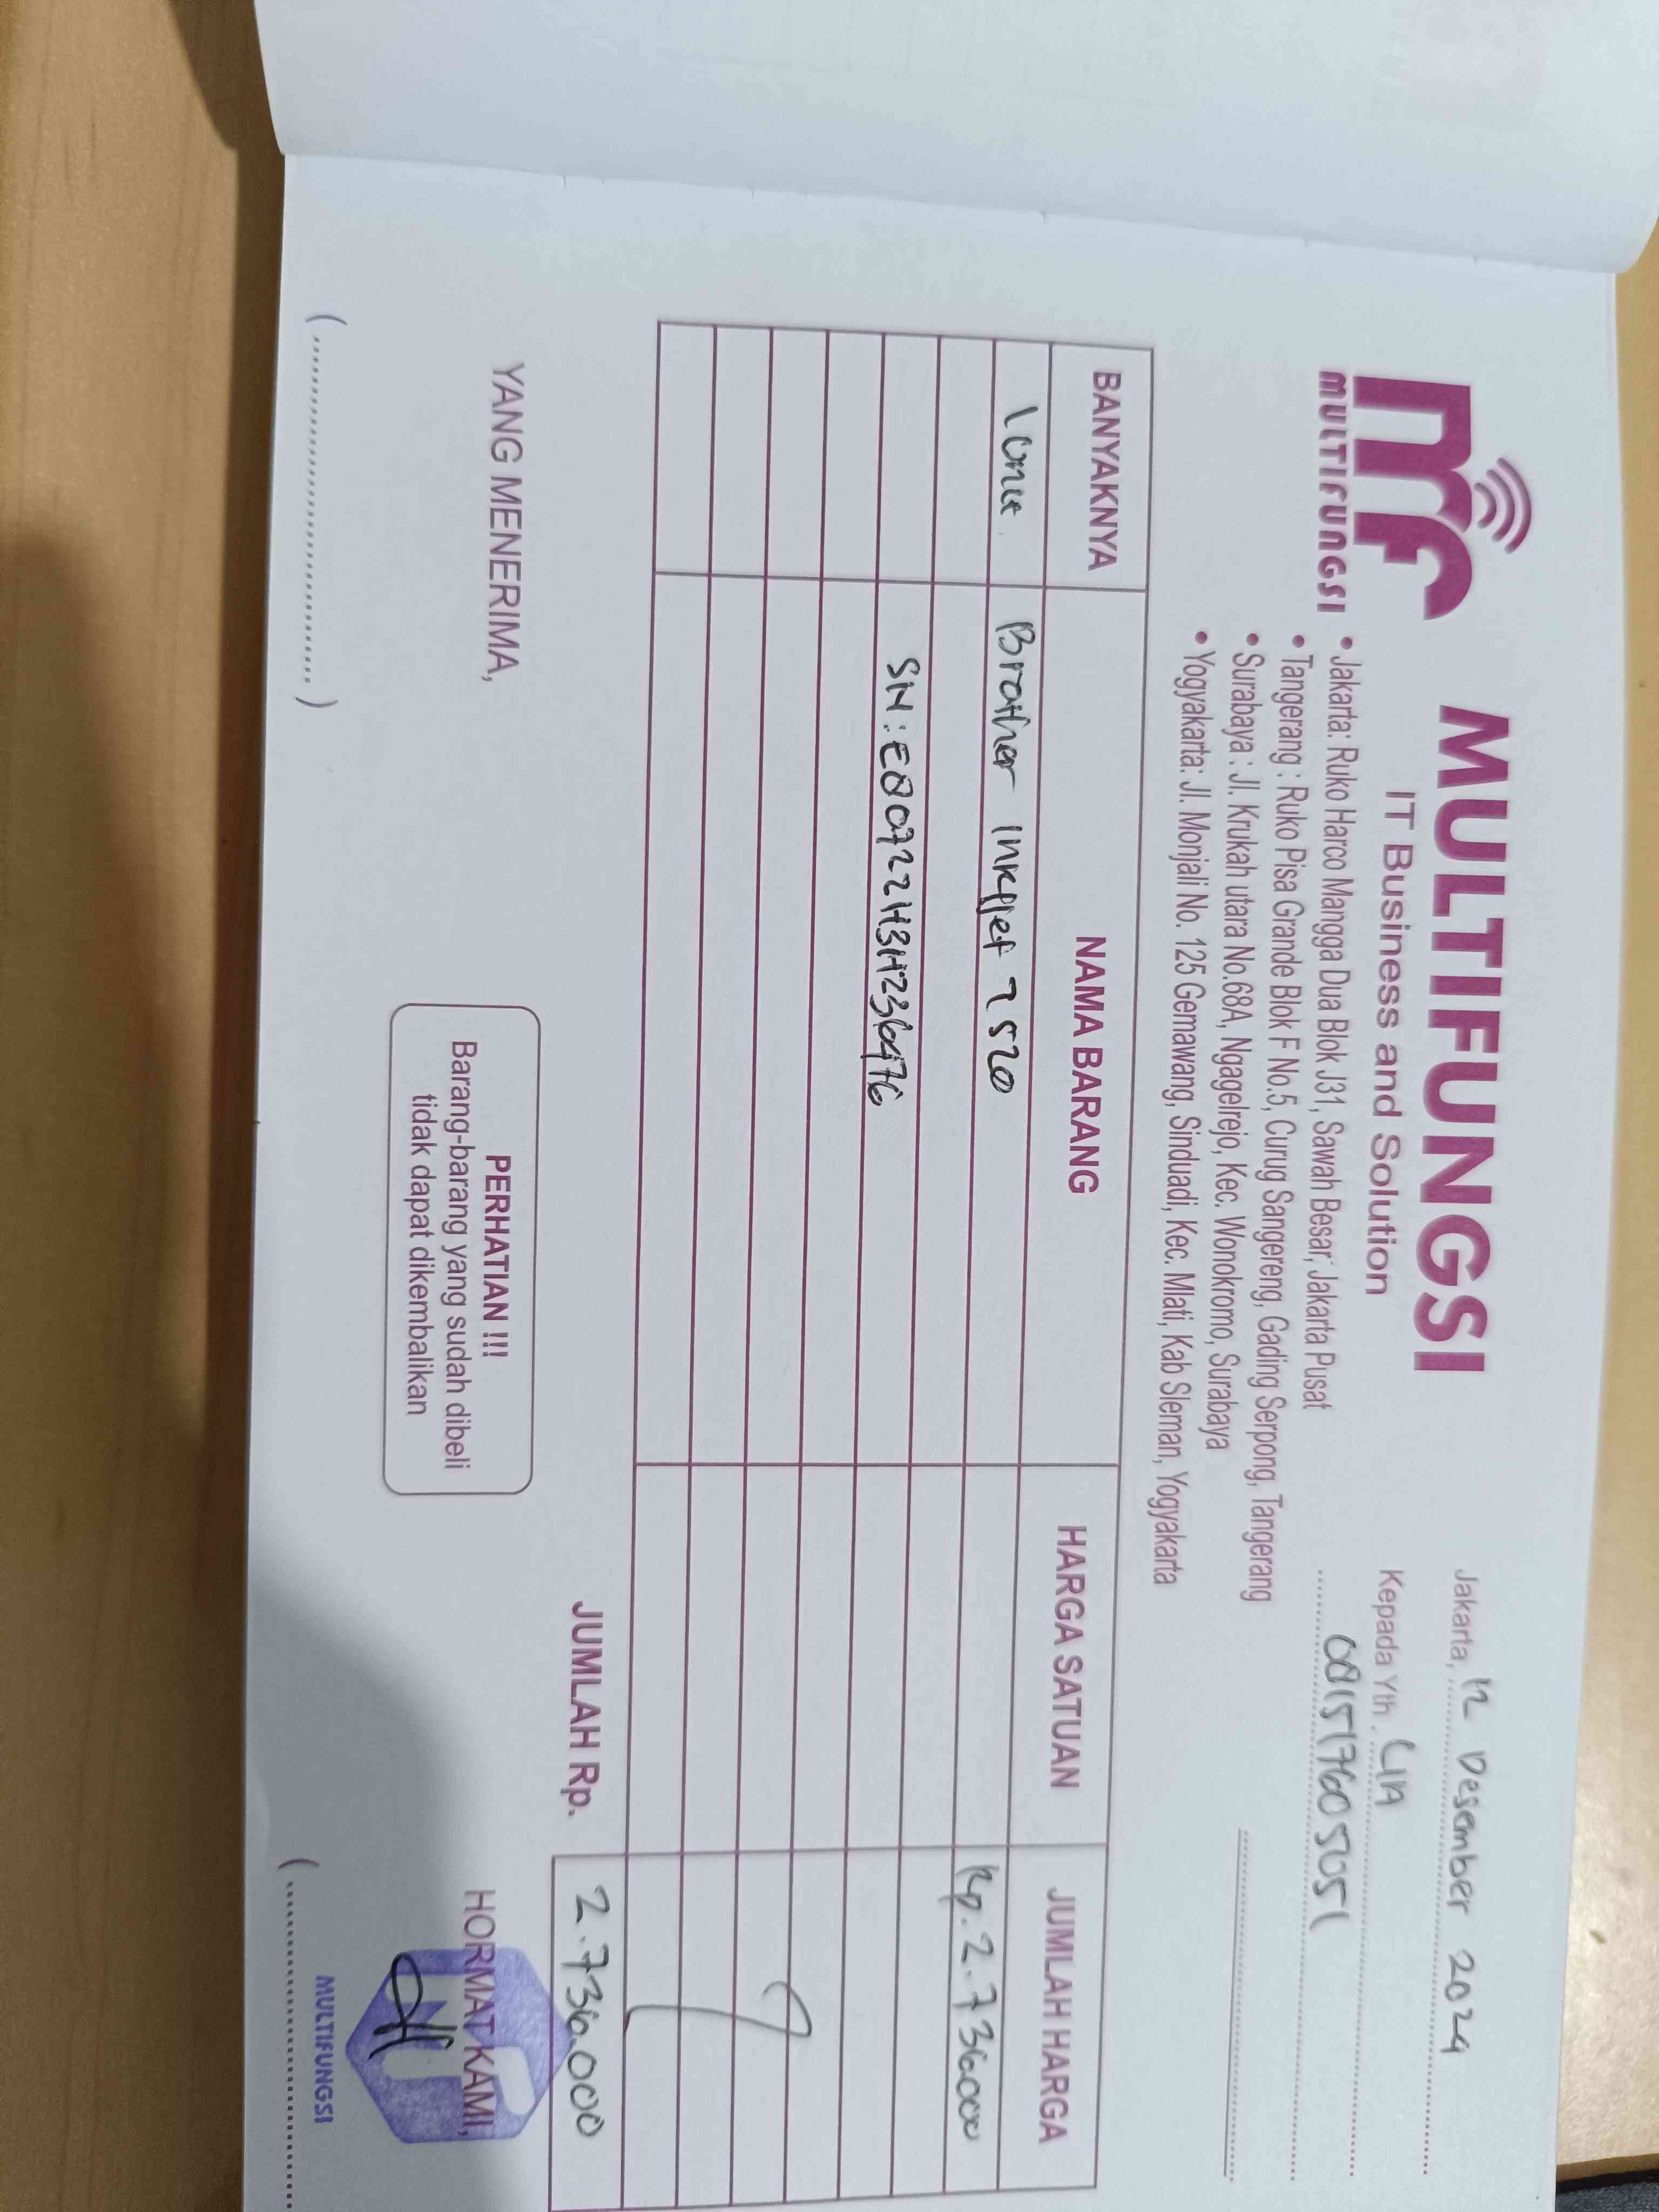 MULTIFUNGSI
MULTIFUNGSI
IT Business and Solution
• Jakarta: Ruko Harco Mangga Dua Blok J31, Sawah Besar, Jakarta Pusat
• Tangerang : Ruko Pisa Grande Blok F No.5, Curug Sangereng, Gading Serpong, Tangerang
• Surabaya : Jl. Krukah utara No.68A, Ngagelrejo, Kec. Wonokromo, Surabaya
• Yogyakarta: Jl. Monjali No. 125 Gemawang, Sinduadi, Kec. Mlati, Kab Sleman, Yogyakarta
Jakarta, 12 Desember 2024
Kepada Yth. Lin
081517605051
BANYAKNYA NAMA BARANG HARGA SATUAN JUMLAH HARGA
1 Unit Brother Inkjet T520 Rp. 2.736000
SN: E80722H3H236476
JUMLAH Rp. 2.736.000
YANG MENERIMA,
PERHATIAN !!!
Barang-barang yang sudah dibeli
tidak dapat dikembalikan
HORMAT KAMI,
MULTIFUNGSI